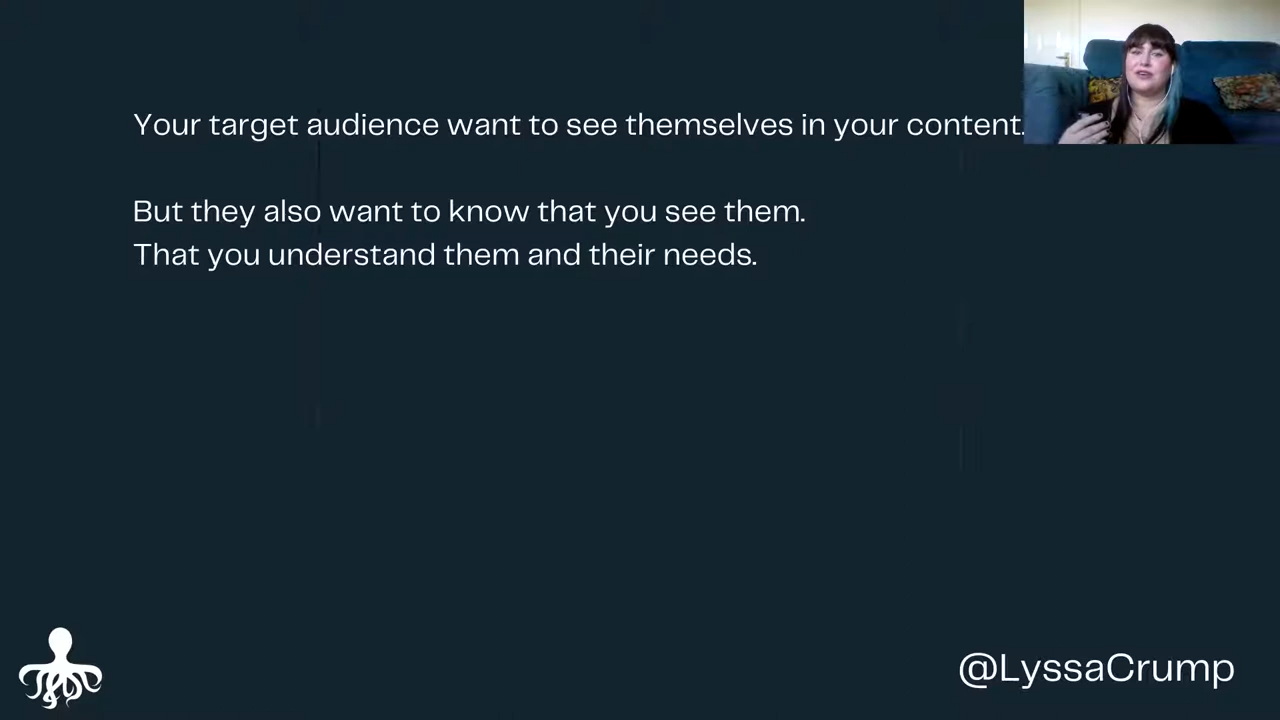 Your target audience want to see themselves in your content.
But they also want to know that you see them.
That you understand them and their needs.
@LyssaCrump